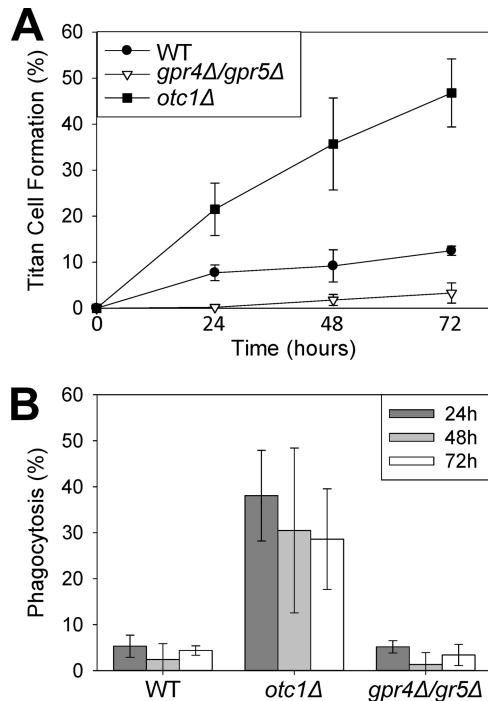 A
60
50
40
30
20
10
0
Titan Cell Formation (%)
WT
gpr4Δ/gpr5Δ
otc1Δ
0 24 48 72
Time (hours)
B
60
50
40
30
20
10
0
Phagocytosis (%)
24h
48h
72h
WT otc1Δ gpr4Δ/gr5Δ